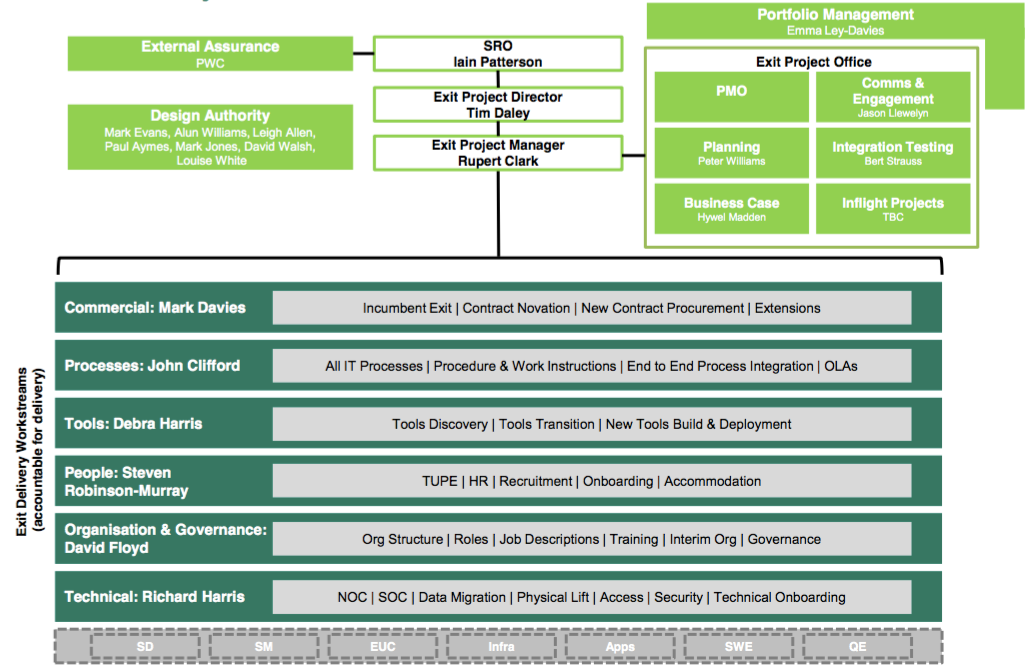 Portfolio Management
Emma Ley-Davies
External Assurance
PWC
SRO
Iain Patterson
Exit Project Office
PMO
Comms &
Engagement
Jason Llewelyn
Design Authority
Mark Evans, Alun Williams, Leigh Allen,
Paul Aymes, Mark Jones, David Walsh,
Louise White
Exit Project Director
Tim Daley
Exit Project Manager
Rupert Clark
Planning
Peter Williams
Integration Testing
Bert Strauss
Business Case
Hywel Madden
Inflight Projects
TBC
Exit Delivery Workstreams
(accountable for delivery)
Commercial: Mark Davies
Incumbent Exit | Contract Novation | New Contract Procurement | Extensions
Processes: John Clifford
All IT Processes | Procedure & Work Instructions | End to End Process Integration | OLAs
Tools: Debra Harris
Tools Discovery | Tools Transition | New Tools Build & Deployment
People: Steven
Robinson-Murray
TUPE | HR | Recruitment | Onboarding | Accommodation
Organisation & Governance:
David Floyd
Org Structure | Roles | Job Descriptions | Training | Interim Org | Governance
Technical: Richard Harris
NOC | SOC | Data Migration | Physical Lift | Access | Security | Technical Onboarding
SD
SM
EUC
Infra
Apps
SWE
QE